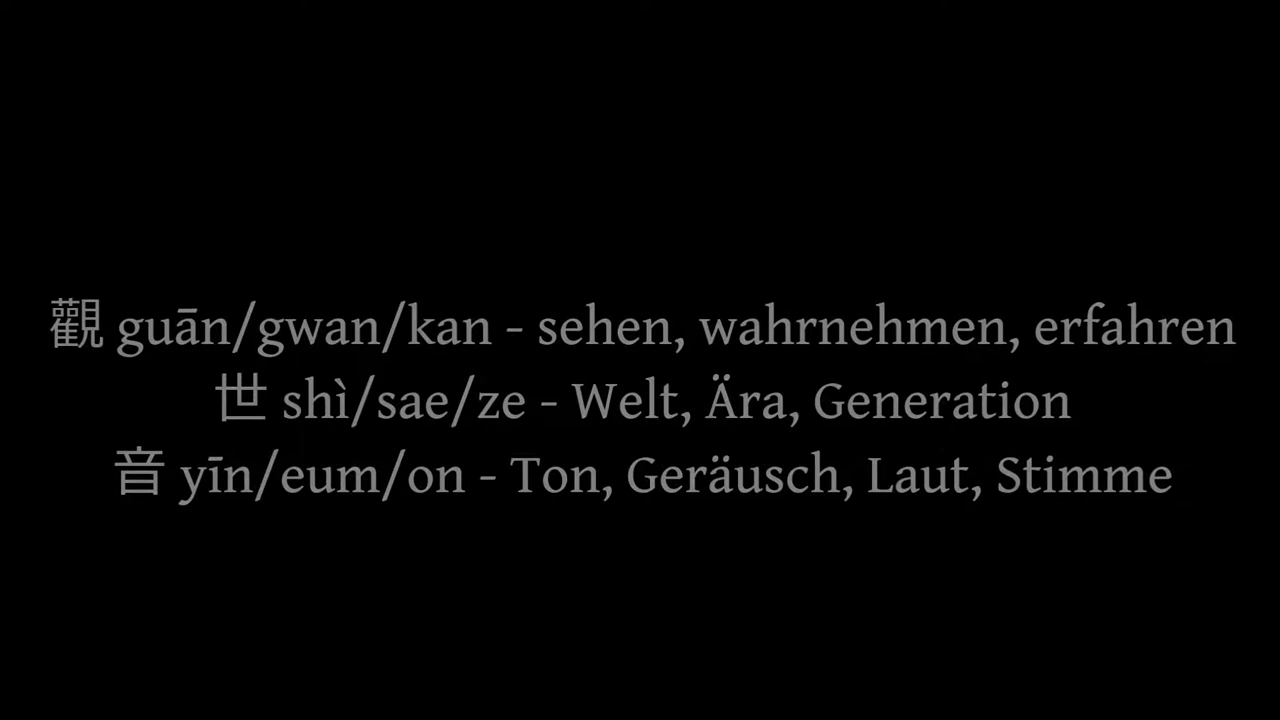 觀 guān/gwan/kan - sehen, wahrnehmen, erfahren
世 shì/sae/ze - Welt, Ära, Generation
音 yīn/eum/on - Ton, Geräusch, Laut, Stimme